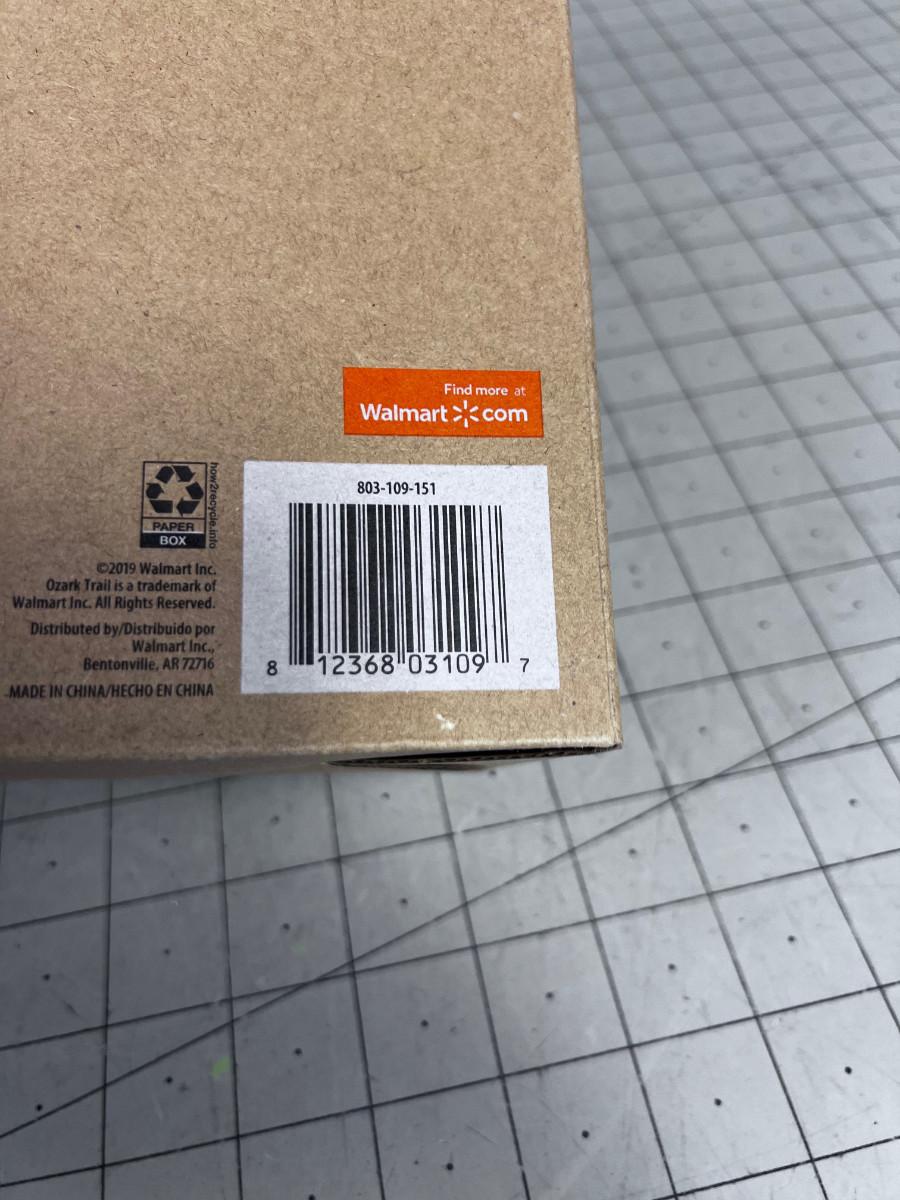 Find more at
Walmart com
803-109-151
8 12368 03109 7
how2recycle.info
PAPER
BOX
©2019 Walmart Inc.
Ozark Trail is a trademark of
Walmart Inc. All Rights Reserved.
Distributed by/Distribuido por
Walmart Inc.,
Bentonville, AR 72716
MADE IN CHINA/HECHO EN CHINA